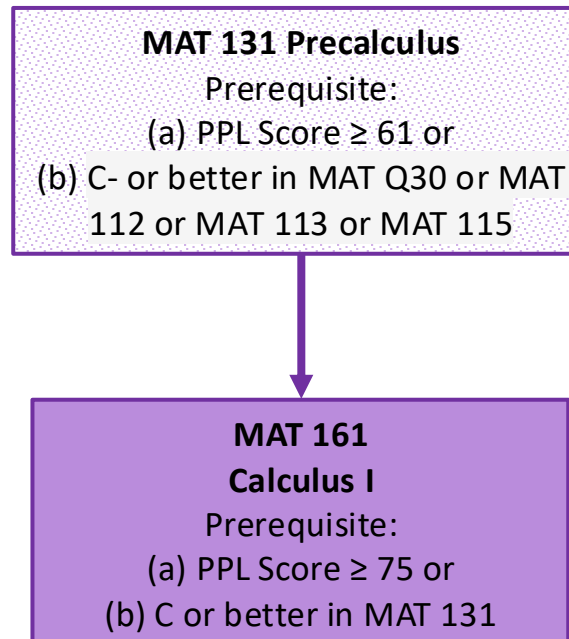 MAT 131 Precalculus
Prerequisite:
(a) PPL Score ≥ 61 or
(b) C- or better in MAT Q30 or MAT
112 or MAT 113 or MAT 115
MAT 161
Calculus I
Prerequisite:
(a) PPL Score ≥ 75 or
(b) C or better in MAT 131